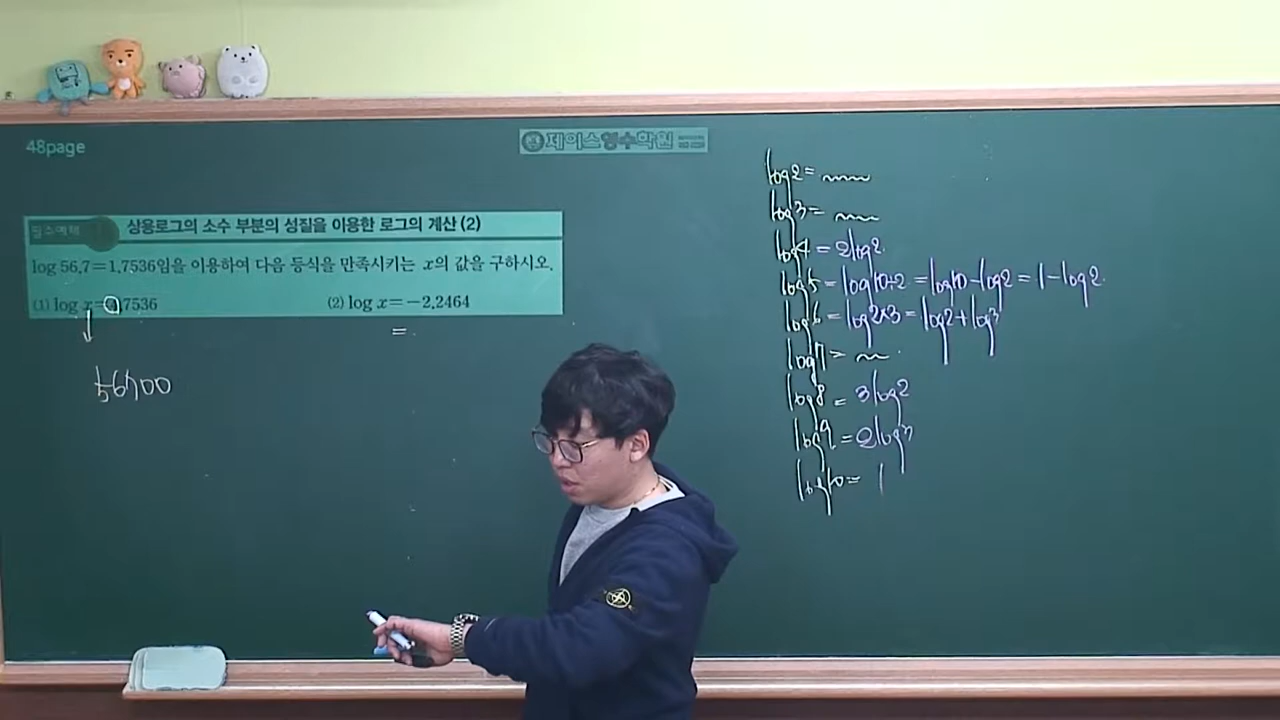 48page
제이스영수학원
필수예제 상용로그의 소수 부분의 성질을 이용한 로그의 계산 (2)
log 56.7=1.7536임을 이용하여 다음 등식을 만족시키는 x의 값을 구하시오.
(1) log x=0.7536 (2) log x=-2.2464
=
56700
log2=
log3=
log4=2log2
log5=log10÷2=log10-log2=1-log2
log6=log2×3=log2+log3
log7=
log8=3log2
log9=2log3
log10=1